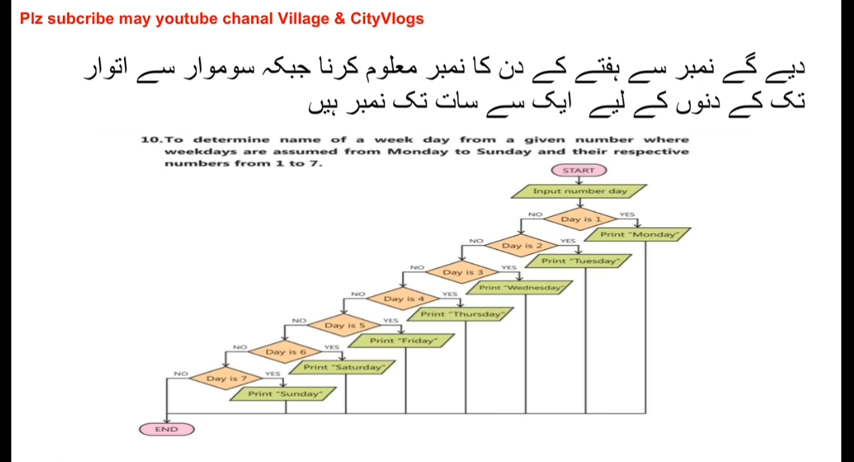 Plz subcribe may youtube chanal Village & CityVlogs
دیے گے نمبر سے ہفتے کے دن کا نمبر معلوم کرنا جبکہ سوموار سے اتوار
تک کے دنوں کے لیے ایک سے سات تک نمبر ہیں
10.To determine name of a week day from a given number where
weekdays are assumed from Monday to Sunday and their respective
numbers from 1 to 7.
START
Input number day
NO
Day is 1
YES
Print "Monday"
NO
Day is 2
YES
Print "Tuesday"
NO
Day is 3
YES
Print "Wednesday"
NO
Day is 4
YES
Print "Thursday"
NO
Day is 5
YES
Print "Friday"
NO
Day is 6
YES
Print "Saturday"
NO
Day is 7
YES
Print "Sunday"
END